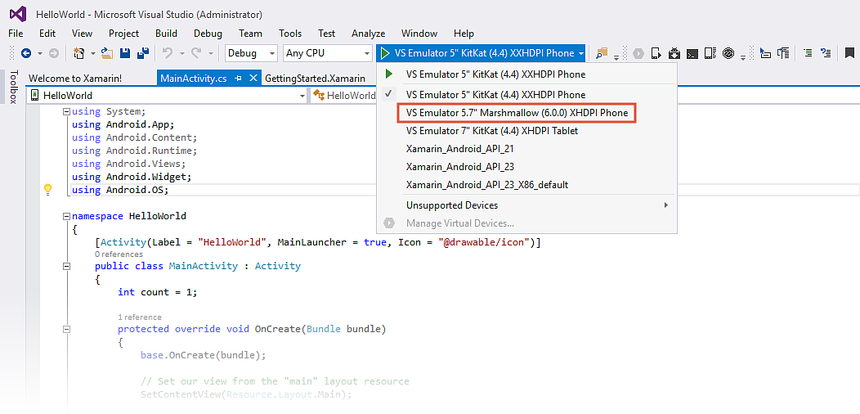 HelloWorld - Microsoft Visual Studio (Administrator)
File Edit View Project Build Debug Team Tools Test Analyze Window Help
Debug Any CPU VS Emulator 5" KitKat (4.4) XXHDPI Phone
Toolbox
Welcome to Xamarin! MainActivity.cs GettingStarted.Xamarin
HelloWorld HelloWorld
VS Emulator 5" KitKat (4.4) XXHDPI Phone
VS Emulator 5" KitKat (4.4) XXHDPI Phone
VS Emulator 5.7" Marshmallow (6.0.0) XHDPI Phone
VS Emulator 7" KitKat (4.4) XHDPI Tablet
Xamarin_Android_API_21
Xamarin_Android_API_23
Xamarin_Android_API_23_X86_default
Unsupported Devices
Manage Virtual Devices...
using System;
using Android.App;
using Android.Content;
using Android.Runtime;
using Android.Views;
using Android.Widget;
using Android.OS;
namespace HelloWorld
{
[Activity(Label = "HelloWorld", MainLauncher = true, Icon = "@drawable/icon")]
0 references
public class MainActivity : Activity
{
int count = 1;
1 reference
protected override void OnCreate(Bundle bundle)
{
base.OnCreate(bundle);
// Set our view from the "main" layout resource
SetContentView(Resource.Layout.Main);